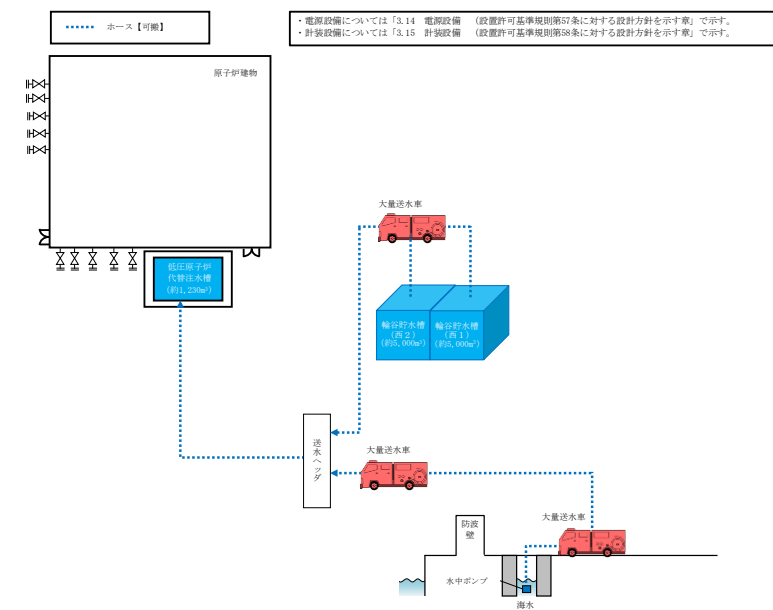 ホース【可搬】
・電源設備については「3.14 電源設備 (設置許可基準規則第57条に対する設計方針を示す章」で示す。
・計装設備については「3.15 計装設備 (設置許可基準規則第58条に対する設計方針を示す章」で示す。
原子炉建物
大量送水車
低圧原子炉
代替注水槽
(約1,230m³)
輪谷貯水槽
(西2)
(約5,000m³)
輪谷貯水槽
(西1)
(約5,000m³)
送水ヘッダ
大量送水車
防波
壁
大量送水車
水中ポンプ
海水